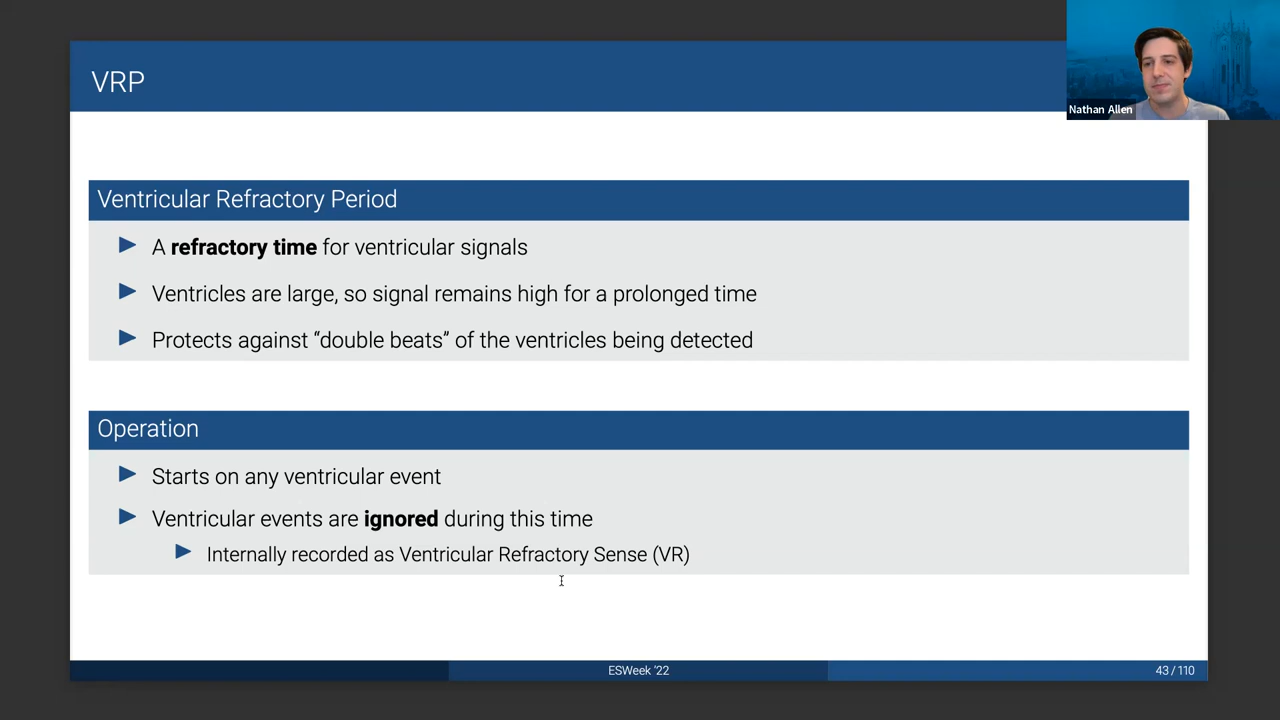 VRP
Nathan Allen
Ventricular Refractory Period
A refractory time for ventricular signals
Ventricles are large, so signal remains high for a prolonged time
Protects against “double beats” of the ventricles being detected
Operation
Starts on any ventricular event
Ventricular events are ignored during this time
Internally recorded as Ventricular Refractory Sense (VR)
ESWeek ’22
43 / 110